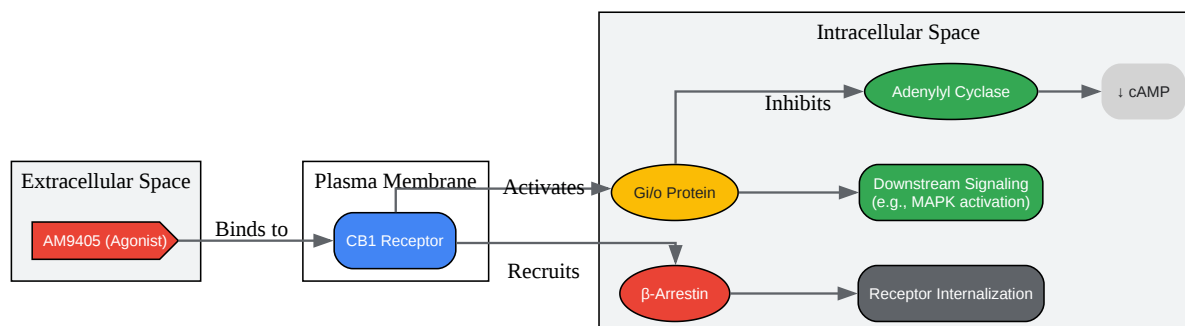 Intracellular Space
Adenylyl Cyclase
↓ cAMP
Inhibits
Extracellular Space
Plasma Membrane
Activates
Gi/o Protein
Downstream Signaling
(e.g., MAPK activation)
AM9405 (Agonist)
Binds to
CB1 Receptor
Recruits
β-Arrestin
Receptor Internalization